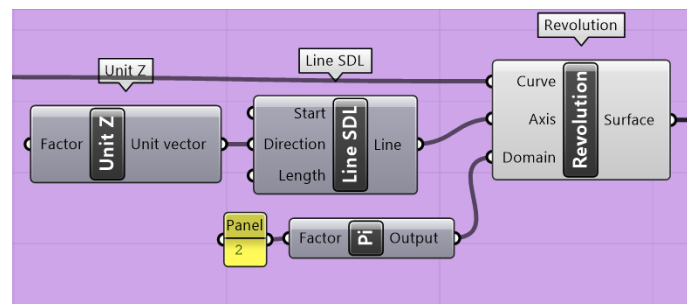 Revolution
Unit Z
Line SDL
Factor
Unit Z
Unit vector
Start
Direction
Length
Line SDL
Line
Curve
Axis
Domain
Revolution
Surface
Panel
2
Factor
Pi
Output